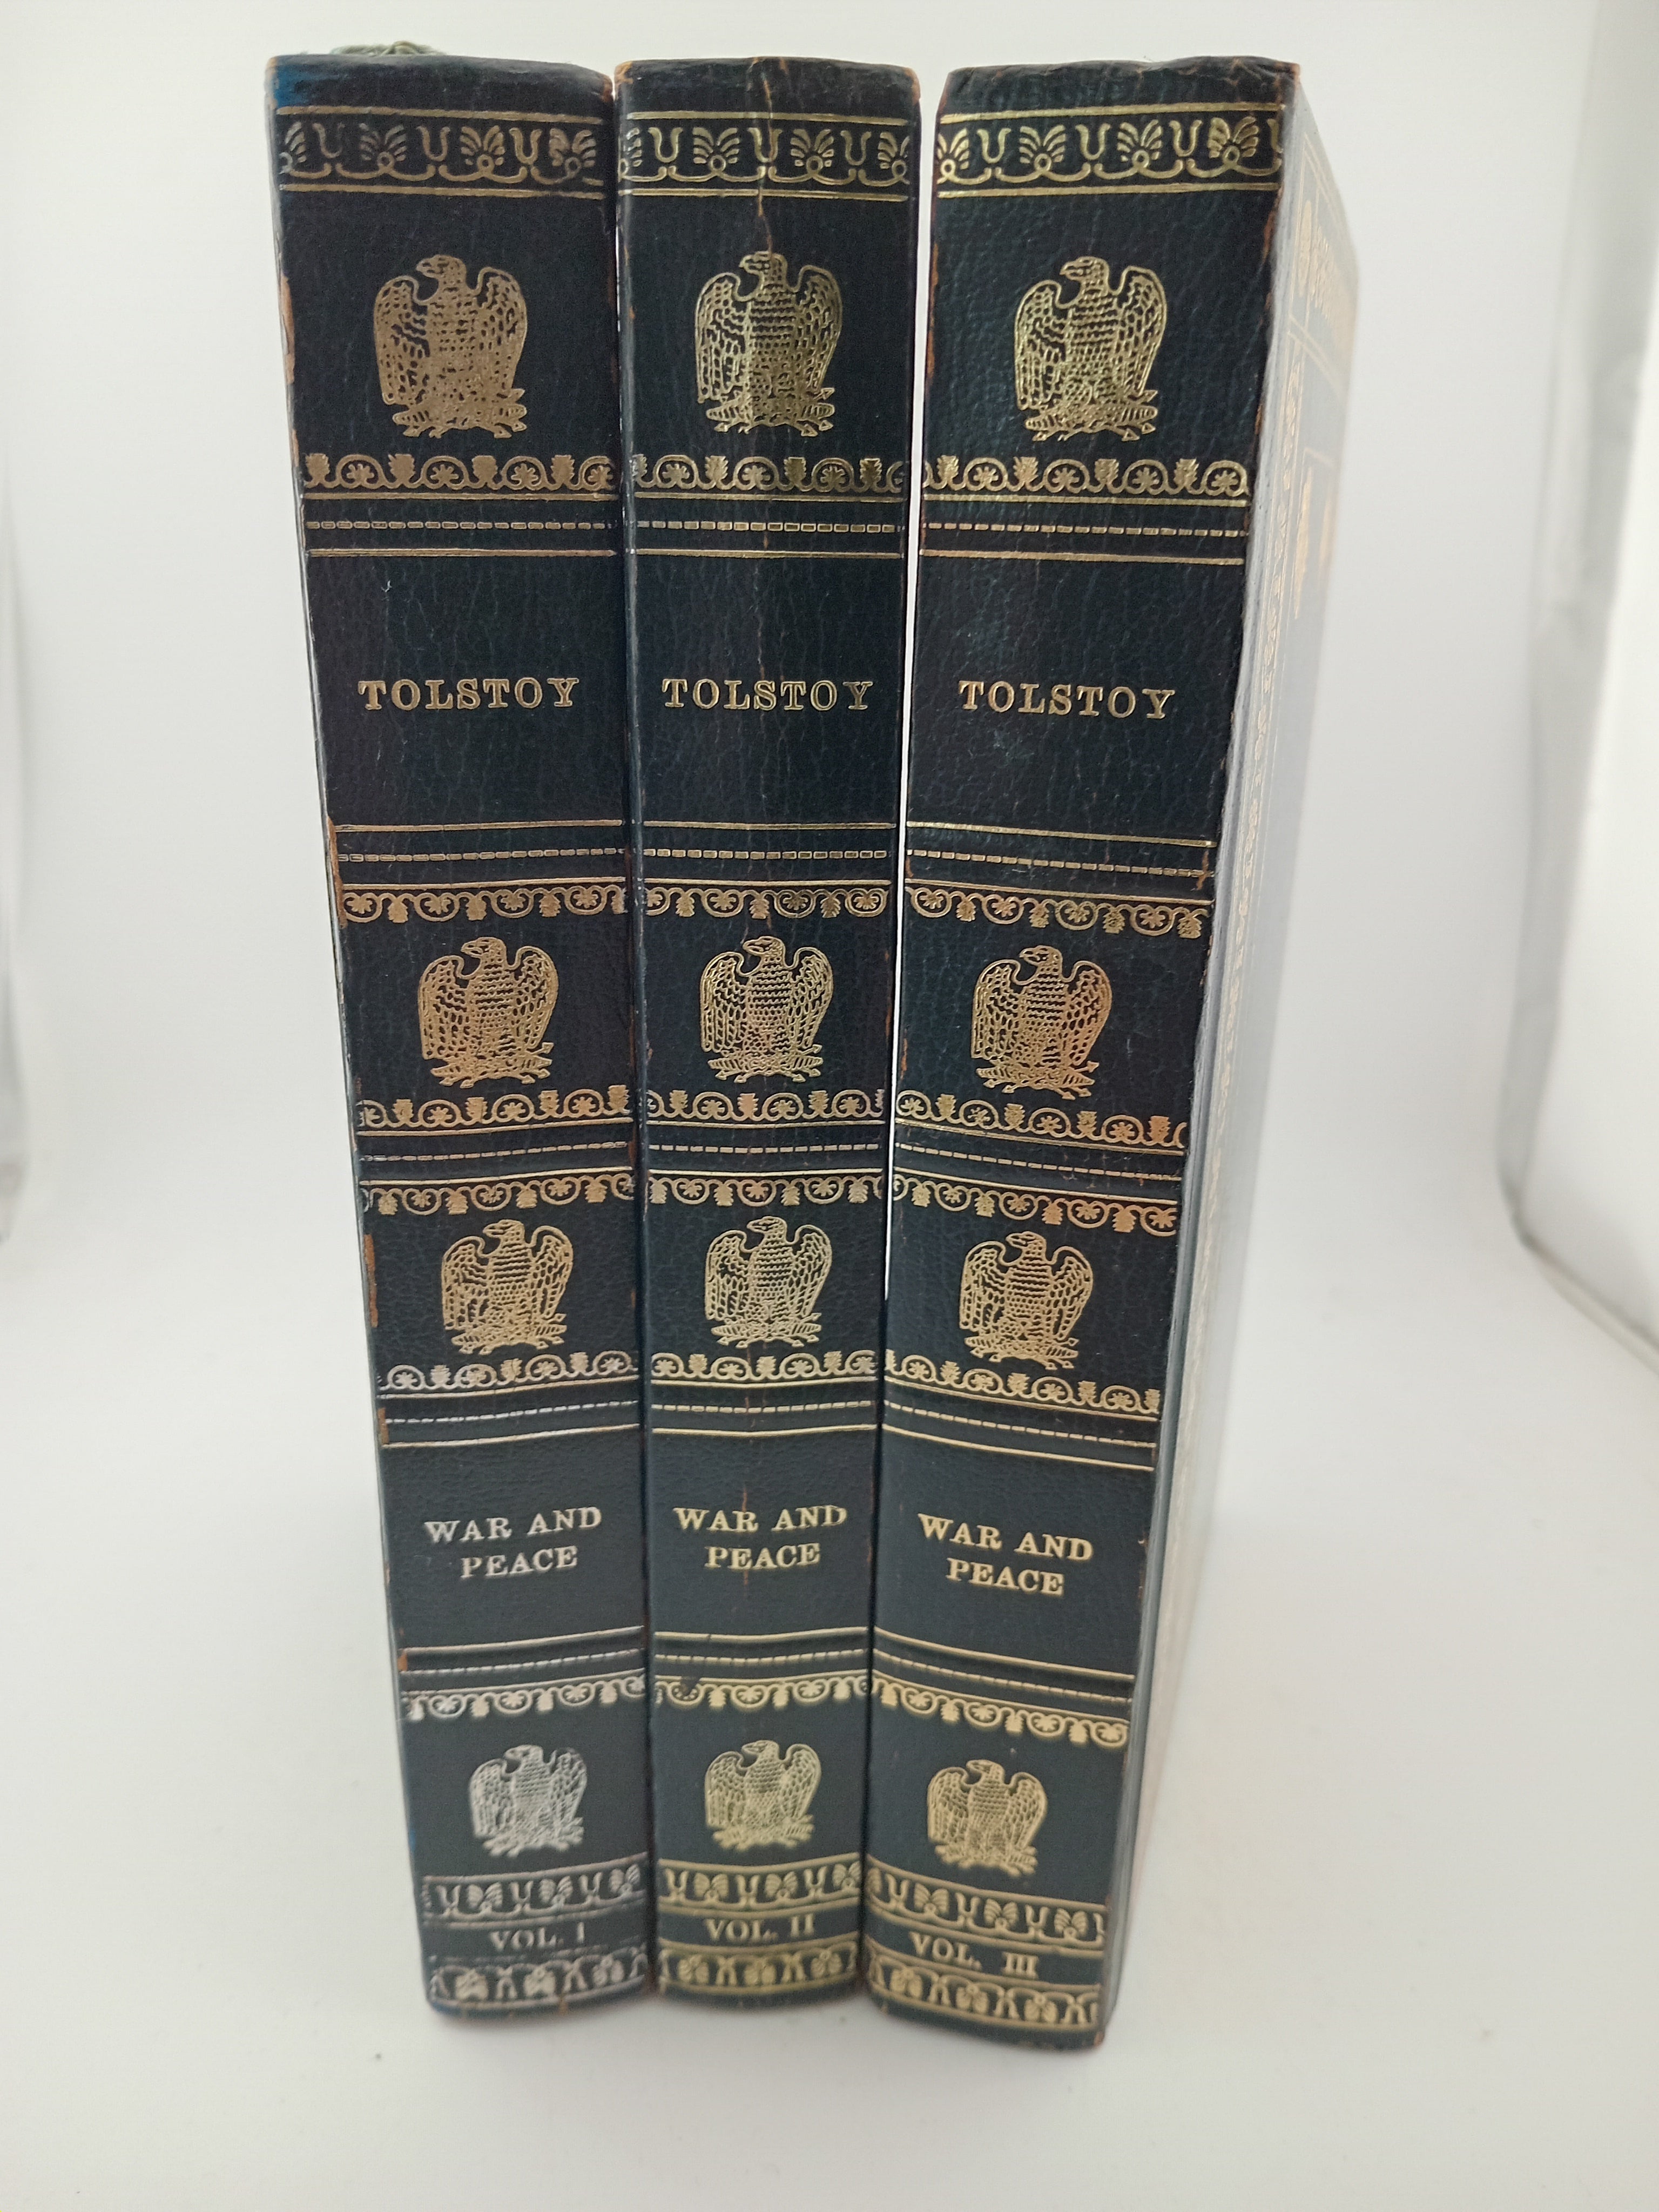 TOLSTOY
WAR AND
PEACE
VOL. I
TOLSTOY
WAR AND
PEACE
VOL. II
TOLSTOY
WAR AND
PEACE
VOL. III